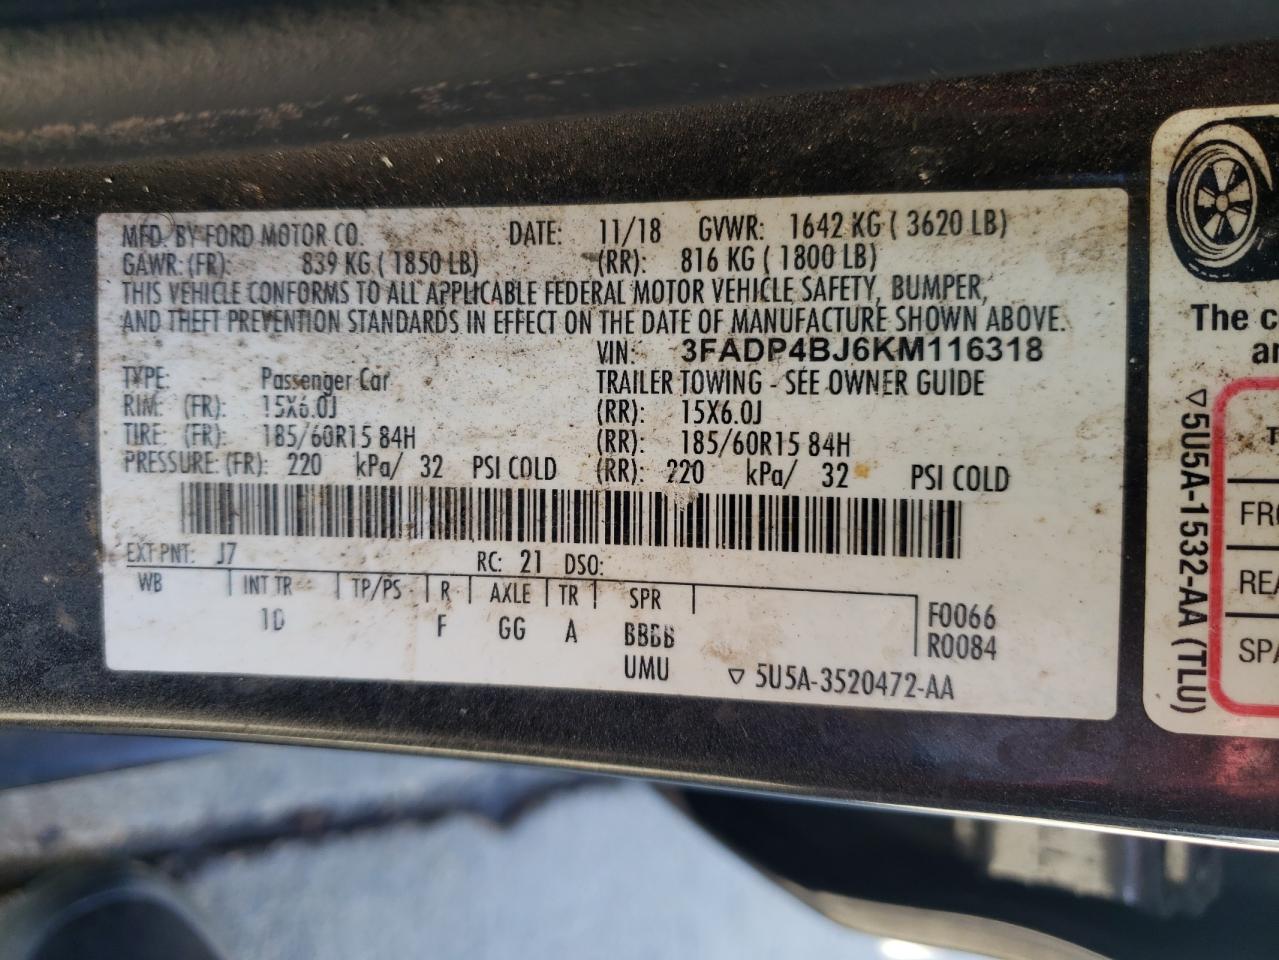 MFD. BY FORD MOTOR CO. DATE: 11/18 GVWR: 1642 KG ( 3620 LB)
GAWR: (FR): 839 KG ( 1850 LB) (RR): 816 KG ( 1800 LB)
THIS VEHICLE CONFORMS TO ALL APPLICABLE FEDERAL MOTOR VEHICLE SAFETY, BUMPER,
AND THEFT PREVENTION STANDARDS IN EFFECT ON THE DATE OF MANUFACTURE SHOWN ABOVE.
VIN: 3FADP4BJ6KM116318
TYPE: Passenger Car TRAILER TOWING - SEE OWNER GUIDE
RIM: (FR): 15X6.0J (RR): 15X6.0J
TIRE: (FR): 185/60R15 84H (RR): 185/60R15 84H
PRESSURE: (FR): 220 kPa/ 32 PSI COLD (RR): 220 kPa/ 32 PSI COLD
EXT PNT: J7 RC: 21 DSO:
WB INT TR TP/PS R AXLE TR SPR F0066
1D F GG A BBBB R0084
UMU ▽ 5U5A-3520472-AA
The c
an
▽5U5A-1532-AA (TLU)
T
FRO
REA
SPA